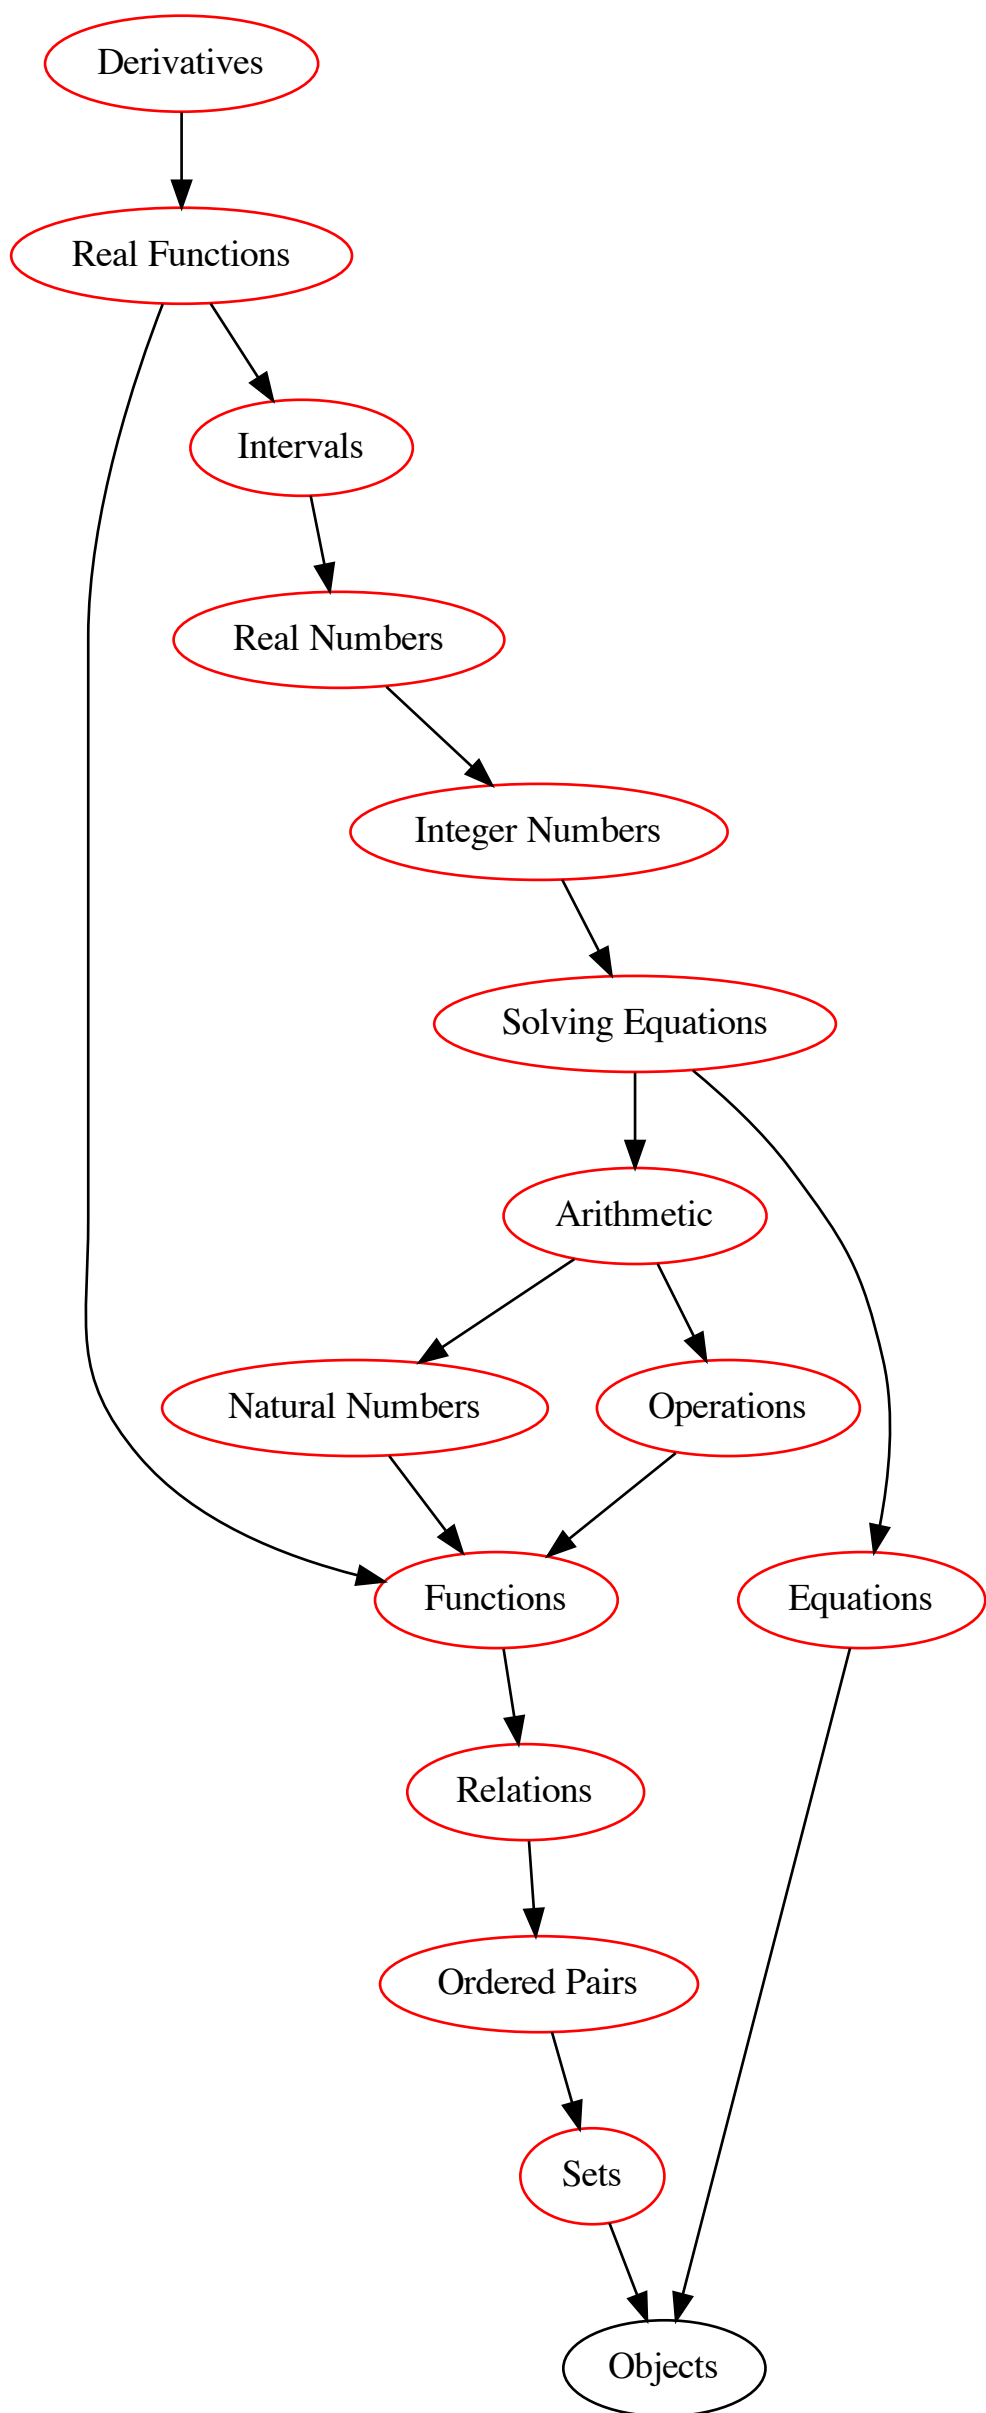 Derivatives
Real Functions
Intervals
Real Numbers
Integer Numbers
Solving Equations
Arithmetic
Natural Numbers
Operations
Functions
Equations
Relations
Ordered Pairs
Sets
Objects